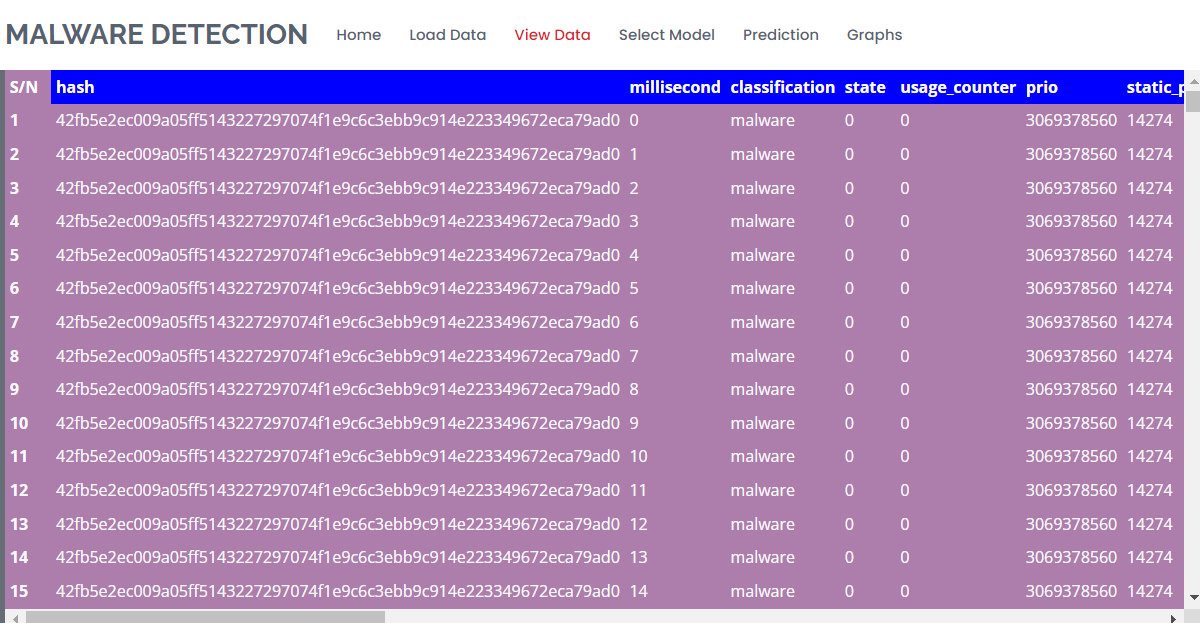 MALWARE DETECTION Home Load Data View Data Select Model Prediction Graphs
S/N hash millisecond classification state usage_counter prio static_p
1 42fb5e2ec009a05ff5143227297074f1e9c6c3ebb9c914e223349672eca79ad0 0 malware 0 0 3069378560 14274
2 42fb5e2ec009a05ff5143227297074f1e9c6c3ebb9c914e223349672eca79ad0 1 malware 0 0 3069378560 14274
3 42fb5e2ec009a05ff5143227297074f1e9c6c3ebb9c914e223349672eca79ad0 2 malware 0 0 3069378560 14274
4 42fb5e2ec009a05ff5143227297074f1e9c6c3ebb9c914e223349672eca79ad0 3 malware 0 0 3069378560 14274
5 42fb5e2ec009a05ff5143227297074f1e9c6c3ebb9c914e223349672eca79ad0 4 malware 0 0 3069378560 14274
6 42fb5e2ec009a05ff5143227297074f1e9c6c3ebb9c914e223349672eca79ad0 5 malware 0 0 3069378560 14274
7 42fb5e2ec009a05ff5143227297074f1e9c6c3ebb9c914e223349672eca79ad0 6 malware 0 0 3069378560 14274
8 42fb5e2ec009a05ff5143227297074f1e9c6c3ebb9c914e223349672eca79ad0 7 malware 0 0 3069378560 14274
9 42fb5e2ec009a05ff5143227297074f1e9c6c3ebb9c914e223349672eca79ad0 8 malware 0 0 3069378560 14274
10 42fb5e2ec009a05ff5143227297074f1e9c6c3ebb9c914e223349672eca79ad0 9 malware 0 0 3069378560 14274
11 42fb5e2ec009a05ff5143227297074f1e9c6c3ebb9c914e223349672eca79ad0 10 malware 0 0 3069378560 14274
12 42fb5e2ec009a05ff5143227297074f1e9c6c3ebb9c914e223349672eca79ad0 11 malware 0 0 3069378560 14274
13 42fb5e2ec009a05ff5143227297074f1e9c6c3ebb9c914e223349672eca79ad0 12 malware 0 0 3069378560 14274
14 42fb5e2ec009a05ff5143227297074f1e9c6c3ebb9c914e223349672eca79ad0 13 malware 0 0 3069378560 14274
15 42fb5e2ec009a05ff5143227297074f1e9c6c3ebb9c914e223349672eca79ad0 14 malware 0 0 3069378560 14274